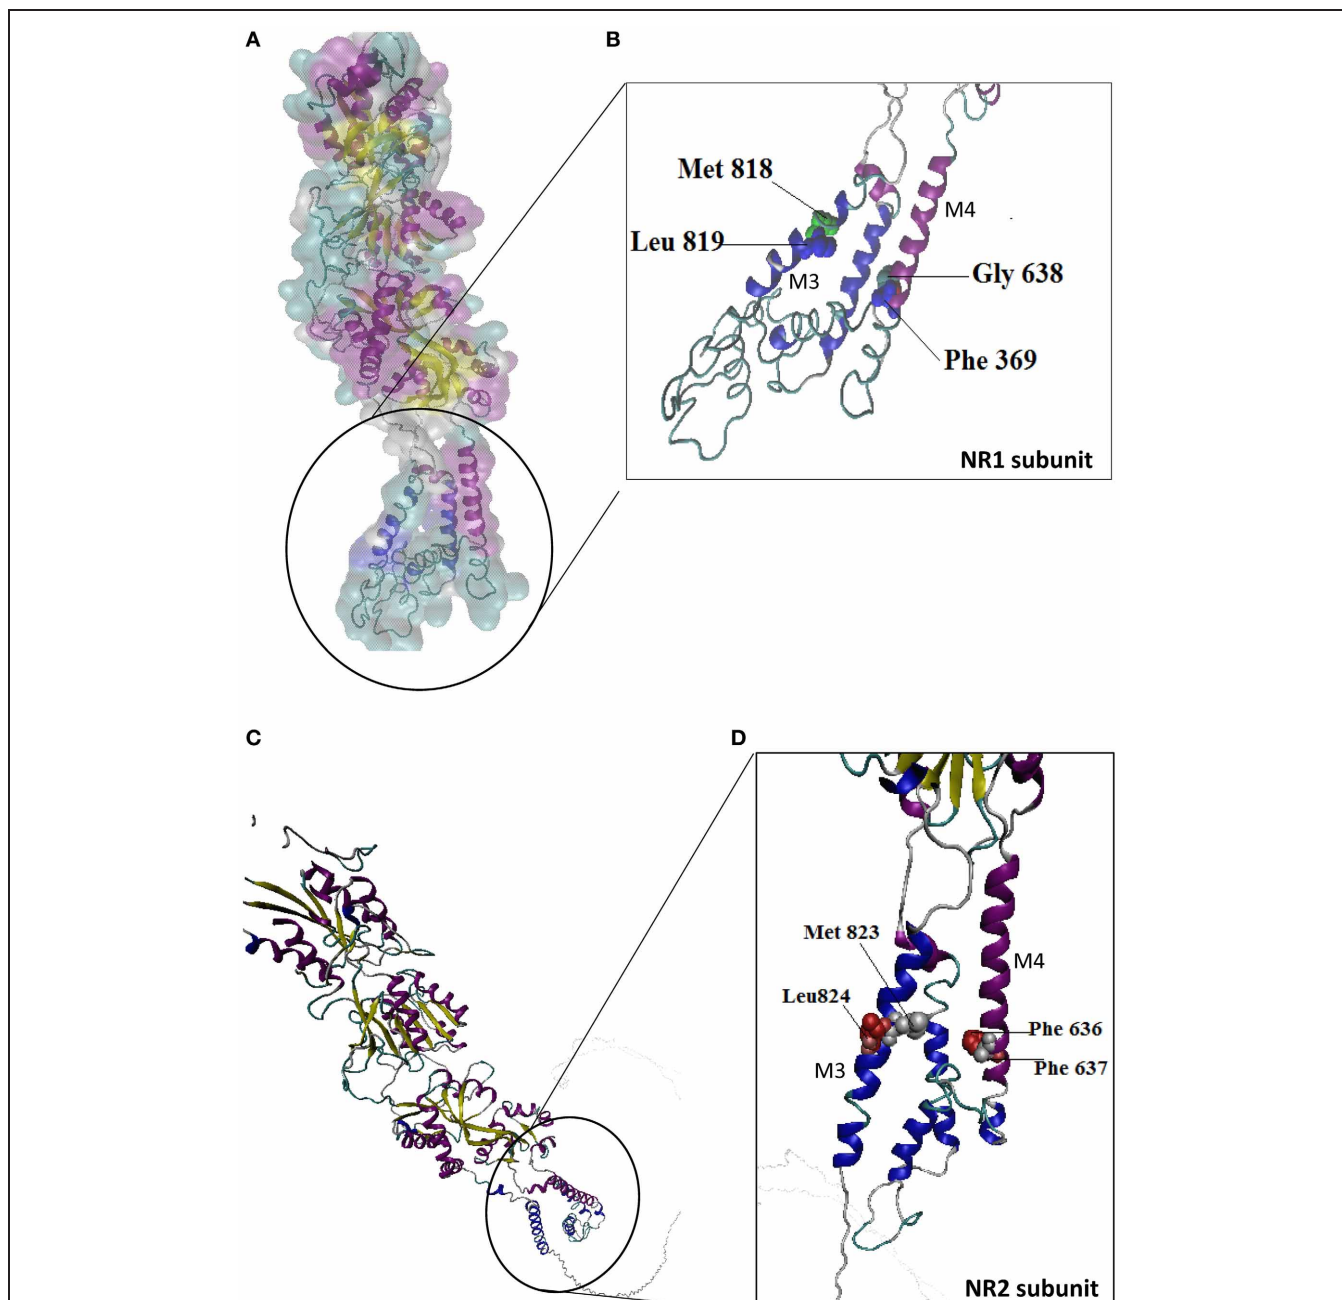 A
B
Met 818
Leu 819
M3
M4
Gly 638
Phe 369
NR1 subunit
C
D
Met 823
Leu824
M3
M4
Phe 636
Phe 637
NR2 subunit